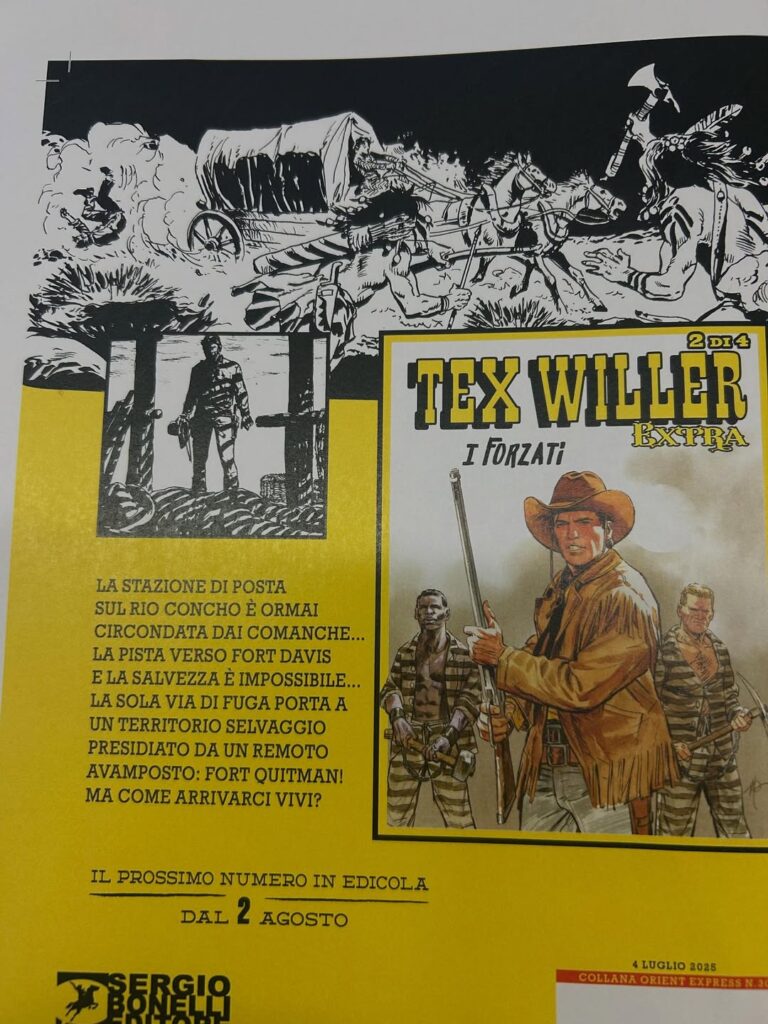 2 DI 4
TEX WILLER
EXTRA
I FORZATI
LA STAZIONE DI POSTA
SUL RIO CONCHO È ORMAI
CIRCONDATA DAI COMANCHE...
LA PISTA VERSO FORT DAVIS
E LA SALVEZZA È IMPOSSIBILE...
LA SOLA VIA DI FUGA PORTA A
UN TERRITORIO SELVAGGIO
PRESIDIATO DA UN REMOTO
AVAMPOSTO: FORT QUITMAN!
MA COME ARRIVARCI VIVI?
IL PROSSIMO NUMERO IN EDICOLA
DAL 2 AGOSTO
SERGIO
BONELLI
EDITORE
4 LUGLIO 2025
COLLANA ORIENT EXPRESS N.